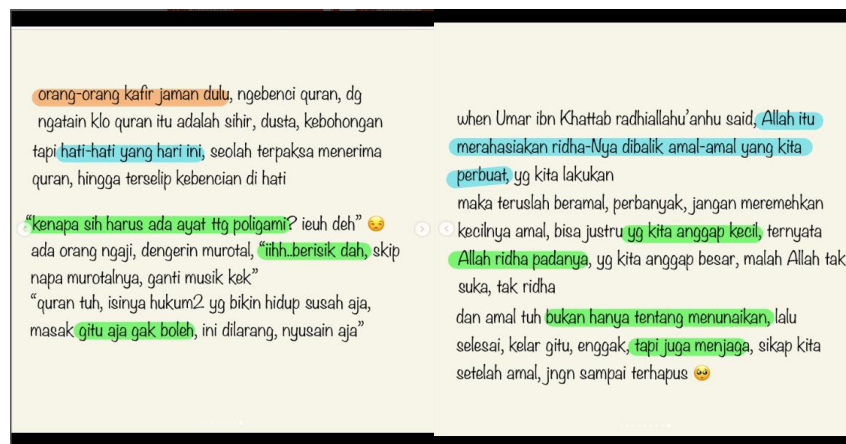 orang-orang kafir jaman dulu, ngebenci quran, dg
ngatain klo quran itu adalah sihir, dusta, kebohongan
tapi hati-hati yang hari ini, seolah terpaksa menerima
quran, hingga terselip kebencian di hati
"kenapa sih harus ada ayat ttg poligami? ieuh deh" 😒
ada orang ngaji, dengerin murotal, "iihh..berisik dah, skip
napa murotalnya, ganti musik kek"
"quran tuh, isinya hukum2 yg bikin hidup susah aja,
masak gitu aja gak boleh, ini dilarang, nyusain aja"
when Umar ibn Khattab radhiallahu'anhu said, Allah itu
merahasiakan ridha-Nya dibalik amal-amal yang kita
perbuat, yg kita lakukan
maka teruslah beramal, perbanyak, jangan meremehkan
kecilnya amal, bisa justru yg kita anggap kecil, ternyata
Allah ridha padanya, yg kita anggap besar, malah Allah tak
suka, tak ridha
dan amal tuh bukan hanya tentang menunaikan, lalu
selesai, kelar gitu, enggak, tapi juga menjaga, sikap kita
setelah amal, jngn sampai terhapus 🥺